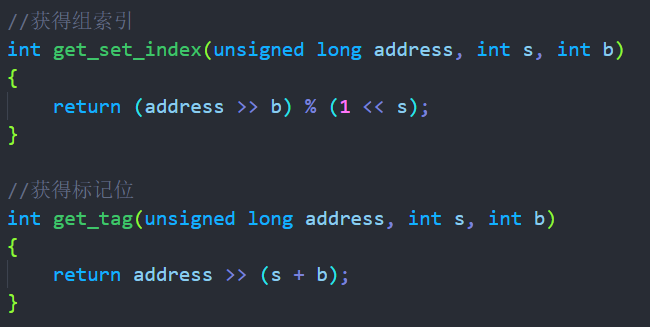 //获得组索引
int get_set_index(unsigned long address, int s, int b)
{
    return (address >> b) % (1 << s);
}

//获得标记位
int get_tag(unsigned long address, int s, int b)
{
    return address >> (s + b);
}